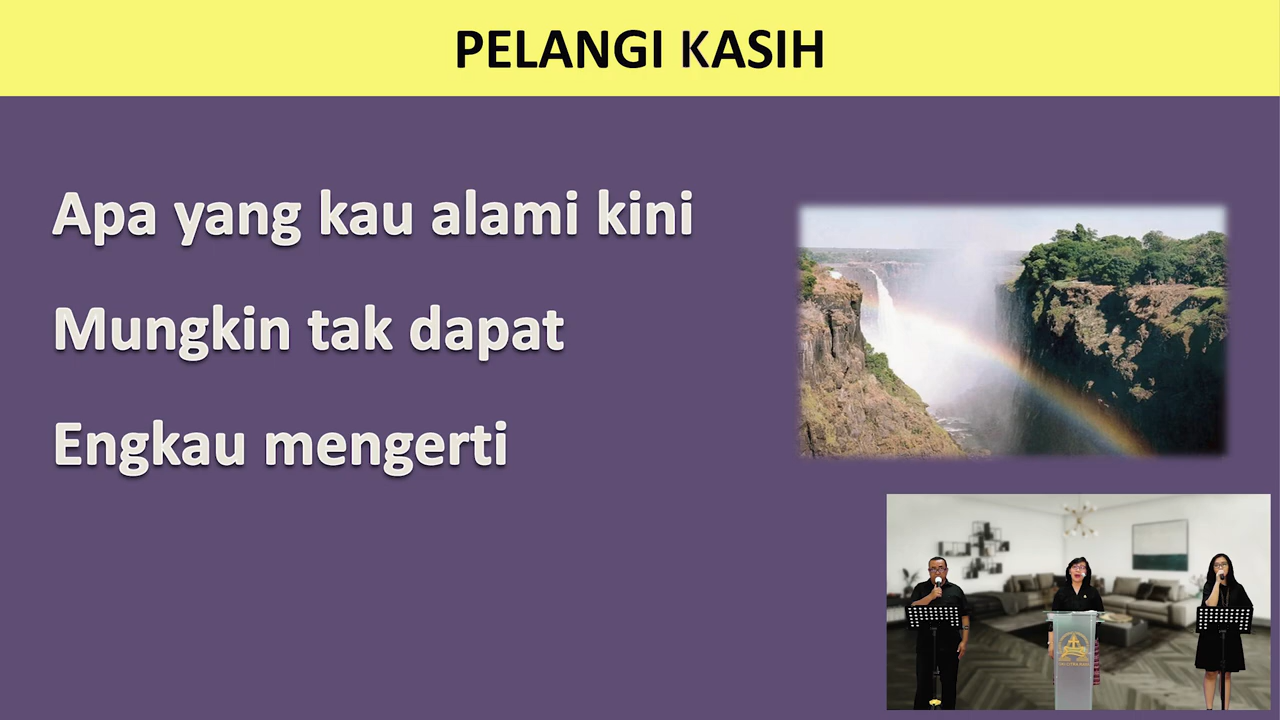 PELANGI KASIH
Apa yang kau alami kini
Mungkin tak dapat
Engkau mengerti